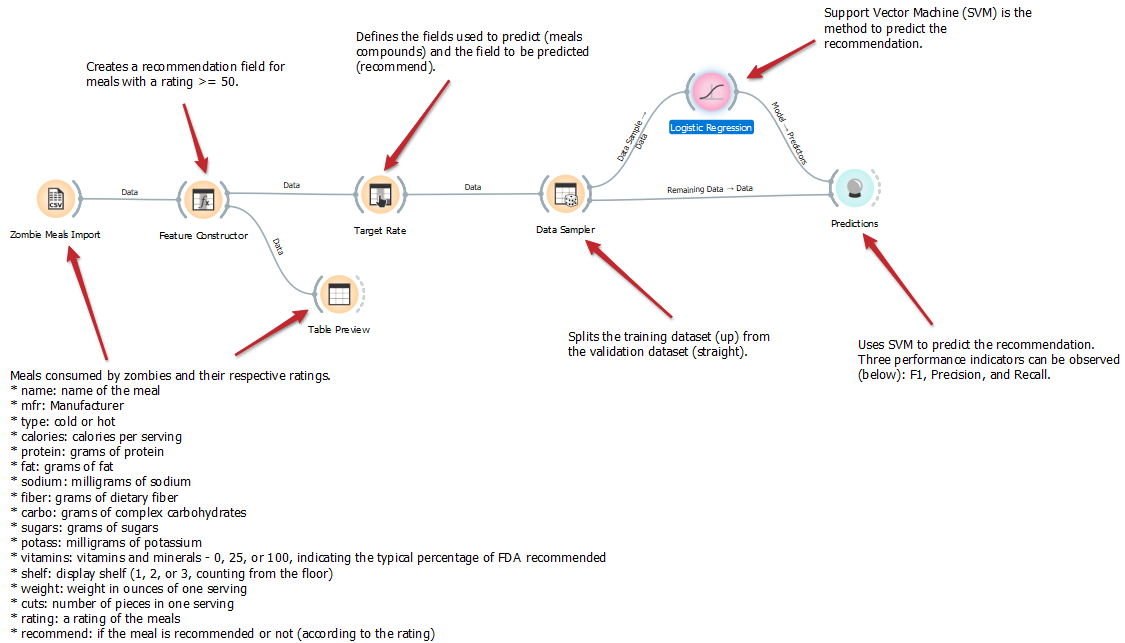 Support Vector Machine (SVM) is the
method to predict the
recommendation.
Defines the fields used to predict (meals
compounds) and the field to be predicted
(recommend).
Creates a recommendation field for
meals with a rating >= 50.
Logistic Regression
Data Sample → Data
Model → Predictors
CSV
Data
Data
Data
Remaining Data → Data
Zombie Meals Import
Feature Constructor
Target Rate
Data Sampler
Predictions
Data
Table Preview
Splits the training dataset (up) from
the validation dataset (straight).
Uses SVM to predict the recommendation.
Three performance indicators can be observed
(below): F1, Precision, and Recall.
Meals consumed by zombies and their respective ratings.
* name: name of the meal
* mfr: Manufacturer
* type: cold or hot
* calories: calories per serving
* protein: grams of protein
* fat: grams of fat
* sodium: milligrams of sodium
* fiber: grams of dietary fiber
* carbo: grams of complex carbohydrates
* sugars: grams of sugars
* potass: milligrams of potassium
* vitamins: vitamins and minerals - 0, 25, or 100, indicating the typical percentage of FDA recommended
* shelf: display shelf (1, 2, or 3, counting from the floor)
* weight: weight in ounces of one serving
* cuts: number of pieces in one serving
* rating: a rating of the meals
* recommend: if the meal is recommended or not (according to the rating)